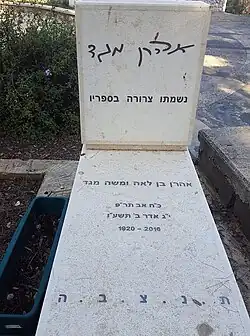 אהרן מגד
נשמתו צרורה בספריו
אהרן בן לאה ומשה מגד
כ"ח אב תר"פ
י"ג אדר ב' תשע"ו
1920 - 2016
ת . נ . צ . ב . ה